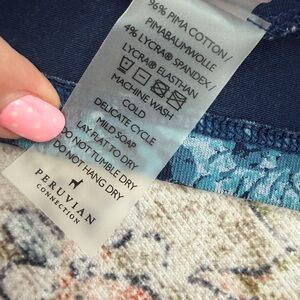 96% PIMA COTTON /
PIMABAUMWOLLE
4% LYCRA® SPANDEX /
LYCRA® ELASTHAN
MACHINE WASH
COLD
DELICATE CYCLE
MILD SOAP
LAY FLAT TO DRY
DO NOT TUMBLE DRY
DO NOT HANG DRY
PERUVIAN
CONNECTION